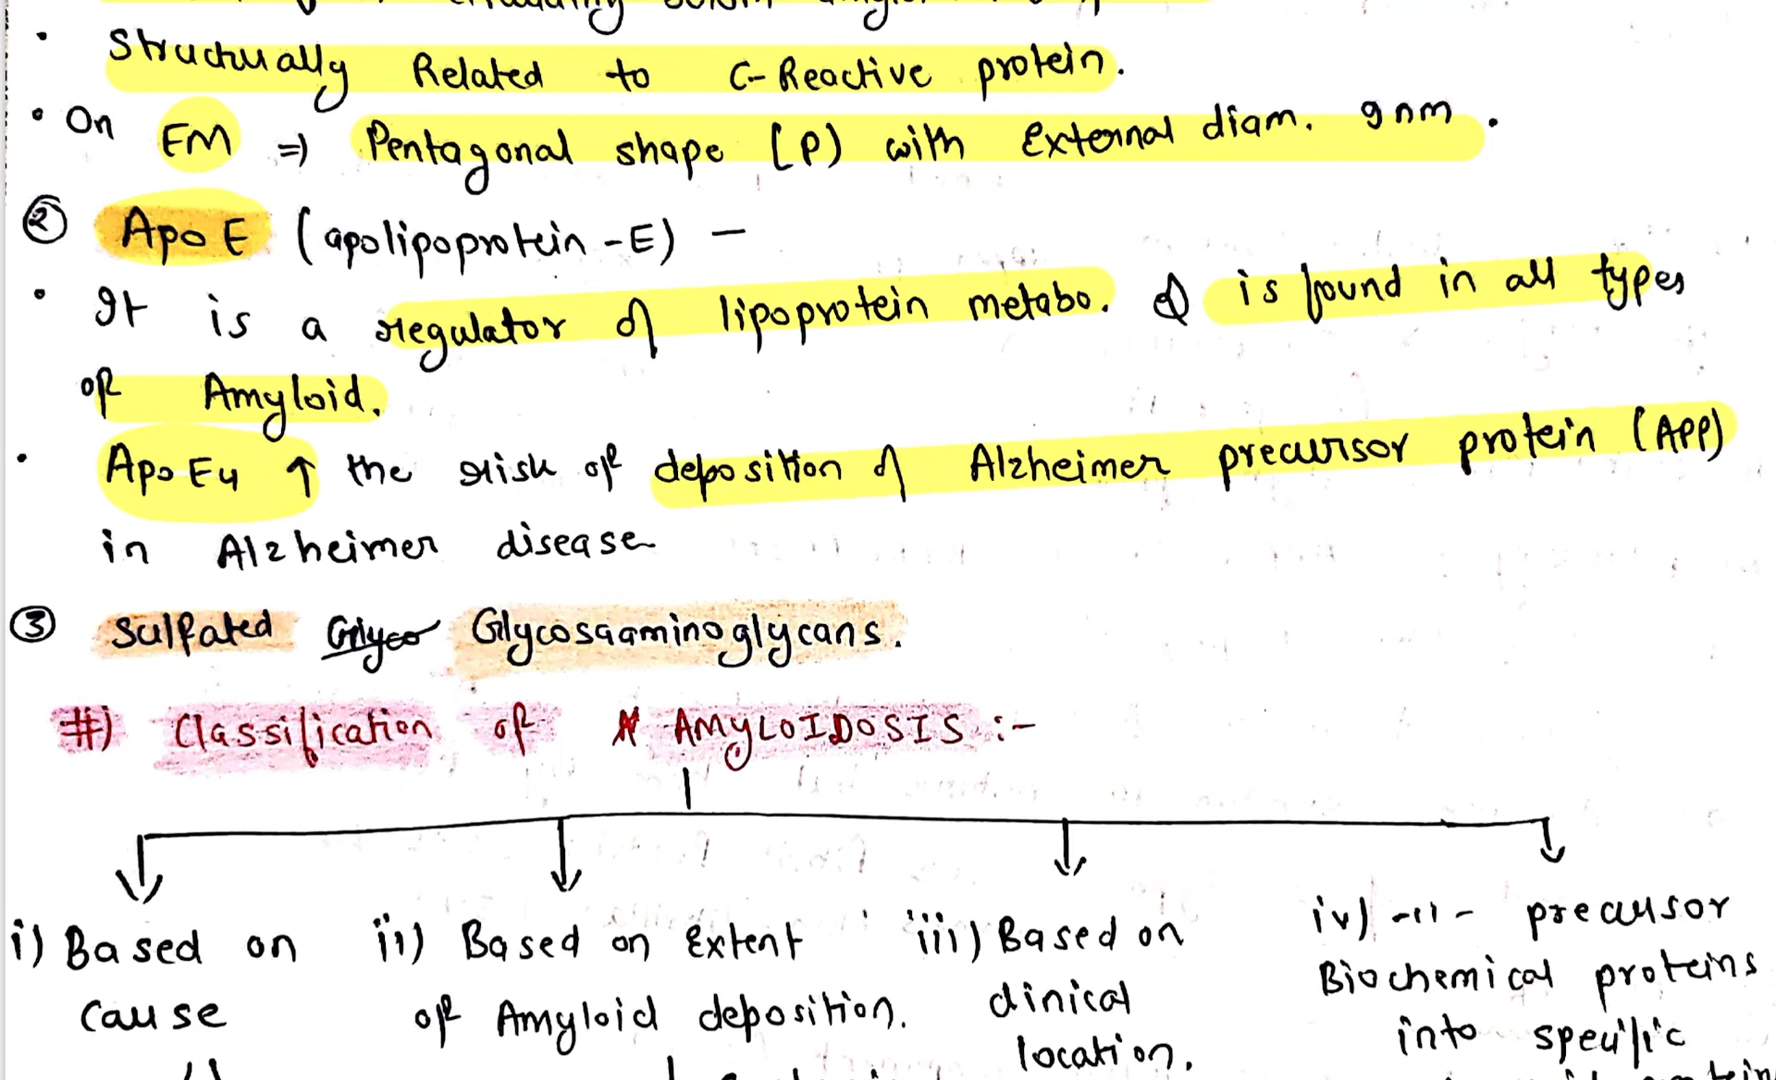 • Structurally Related to C-Reactive protein.
• On EM ⇒ Pentagonal shape [P) with External diam. 9nm.
② Apo E (apolipoprotein -E) –
• It is a regulator of lipoprotein metabo. & is found in all types
of Amyloid.
• Apo E4 ↑ the risk of deposition of Alzheimer precursor protein (APP)
in Alzheimer disease
③ Sulfated Glyco Glycosaaminoglycans.
#) Classification of A AMYLOIDOSIS :-
i) Based on
cause
ii) Based on Extent
of Amyloid deposition.
iii) Based on
clinical
location.
iv) -11- precursor
Biochemical proteins
into specific